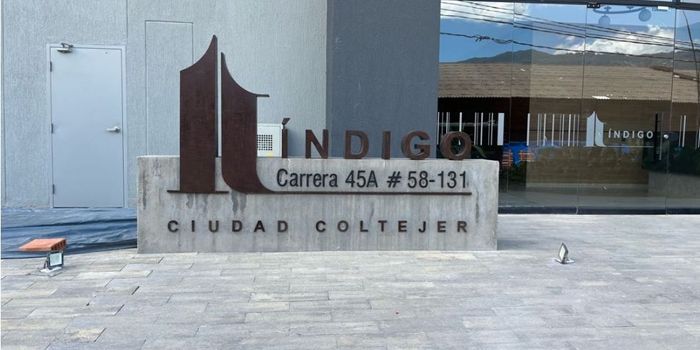 ÍNDIGO
Carrera 45A # 58-131
CIUDAD COLTEJER
ÍNDIGO